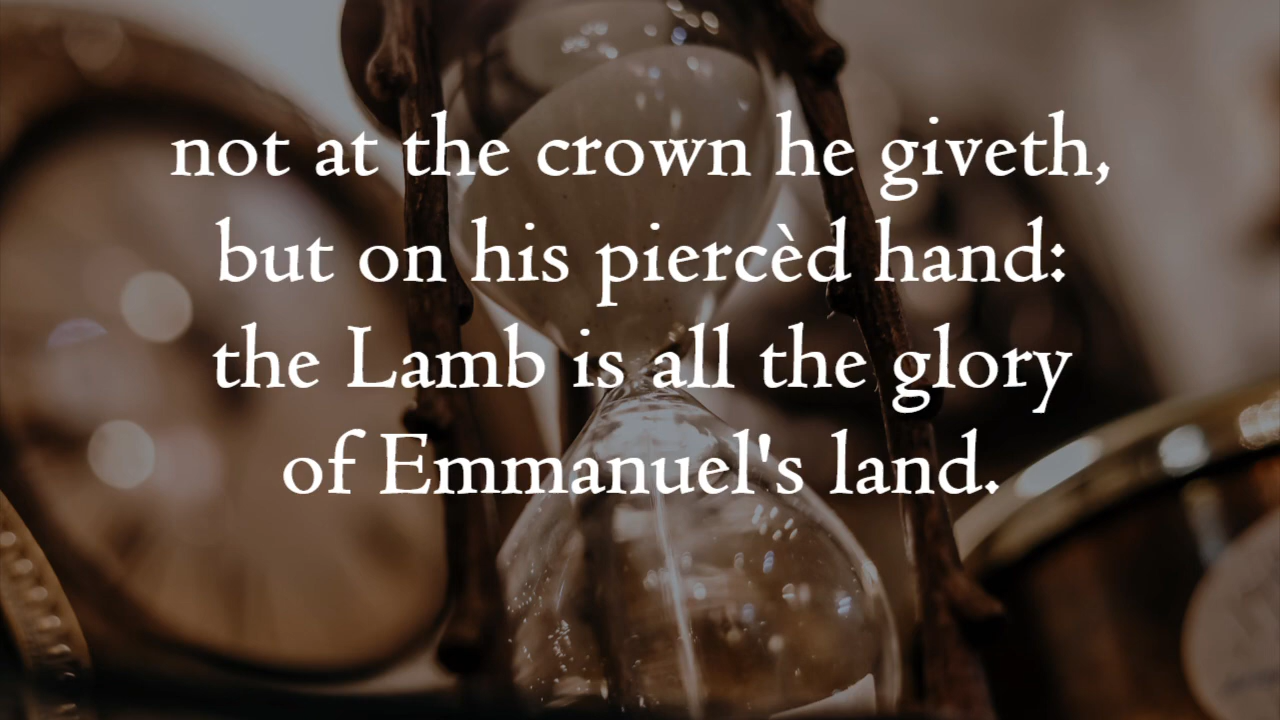 not at the crown he giveth,
but on his piercèd hand:
the Lamb is all the glory
of Emmanuel's land.